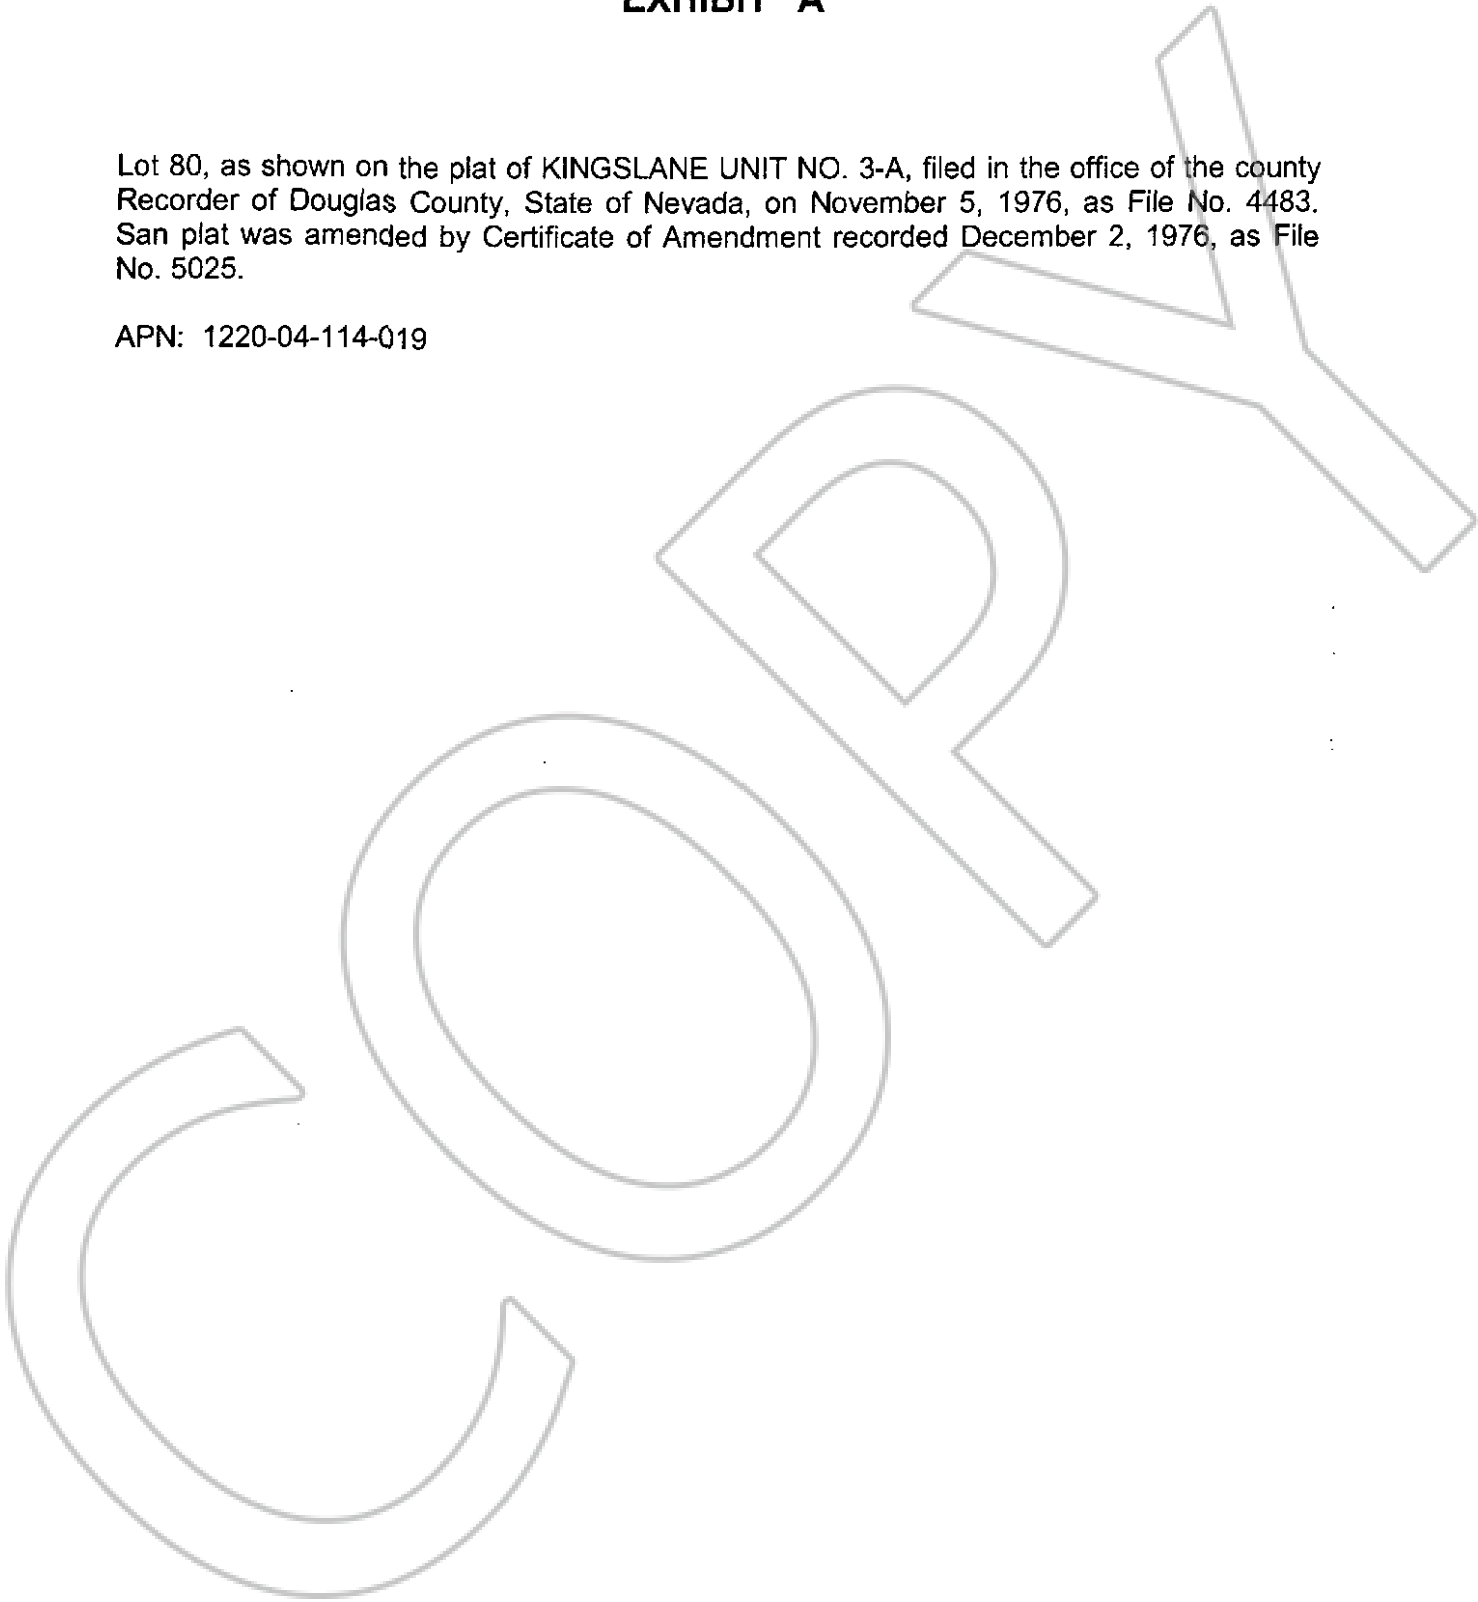 EXHIBIT "A"
Lot 80, as shown on the plat of KINGSLANE UNIT NO. 3-A, filed in the office of the county
Recorder of Douglas County, State of Nevada, on November 5, 1976, as File No. 4483.
San plat was amended by Certificate of Amendment recorded December 2, 1976, as File
No. 5025.
APN: 1220-04-114-019
COPY